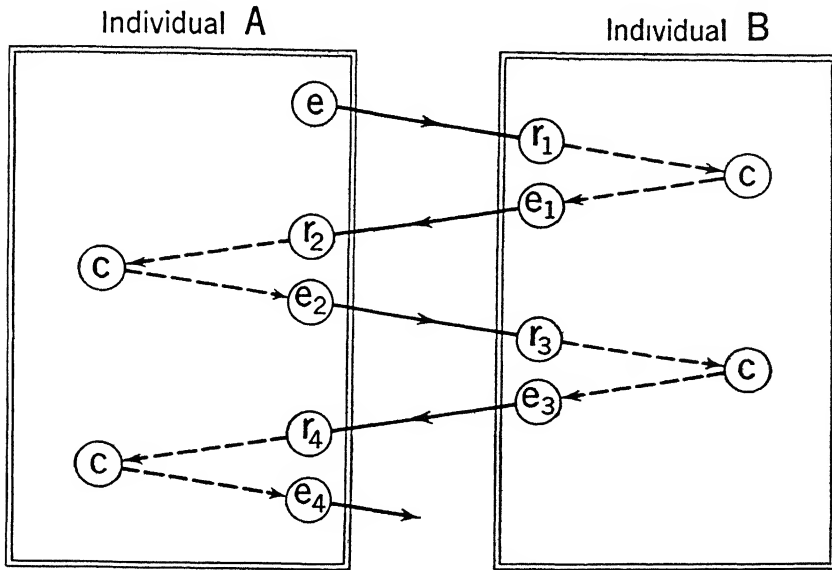 Individual A
Individual B
e
r₁
c
e₁
r₂
c
e₂
r₃
c
e₃
r₄
c
e₄